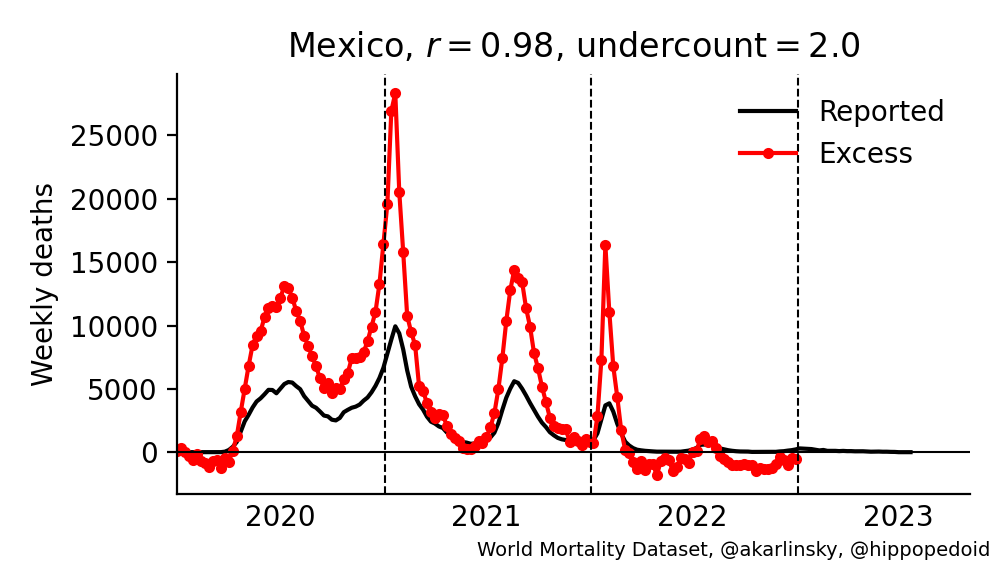 Mexico, r = 0.98, undercount = 2.0
Reported
Excess
Weekly deaths
25000
20000
15000
10000
5000
0
2020 2021 2022 2023
World Mortality Dataset, @akarlinsky, @hippopedoid